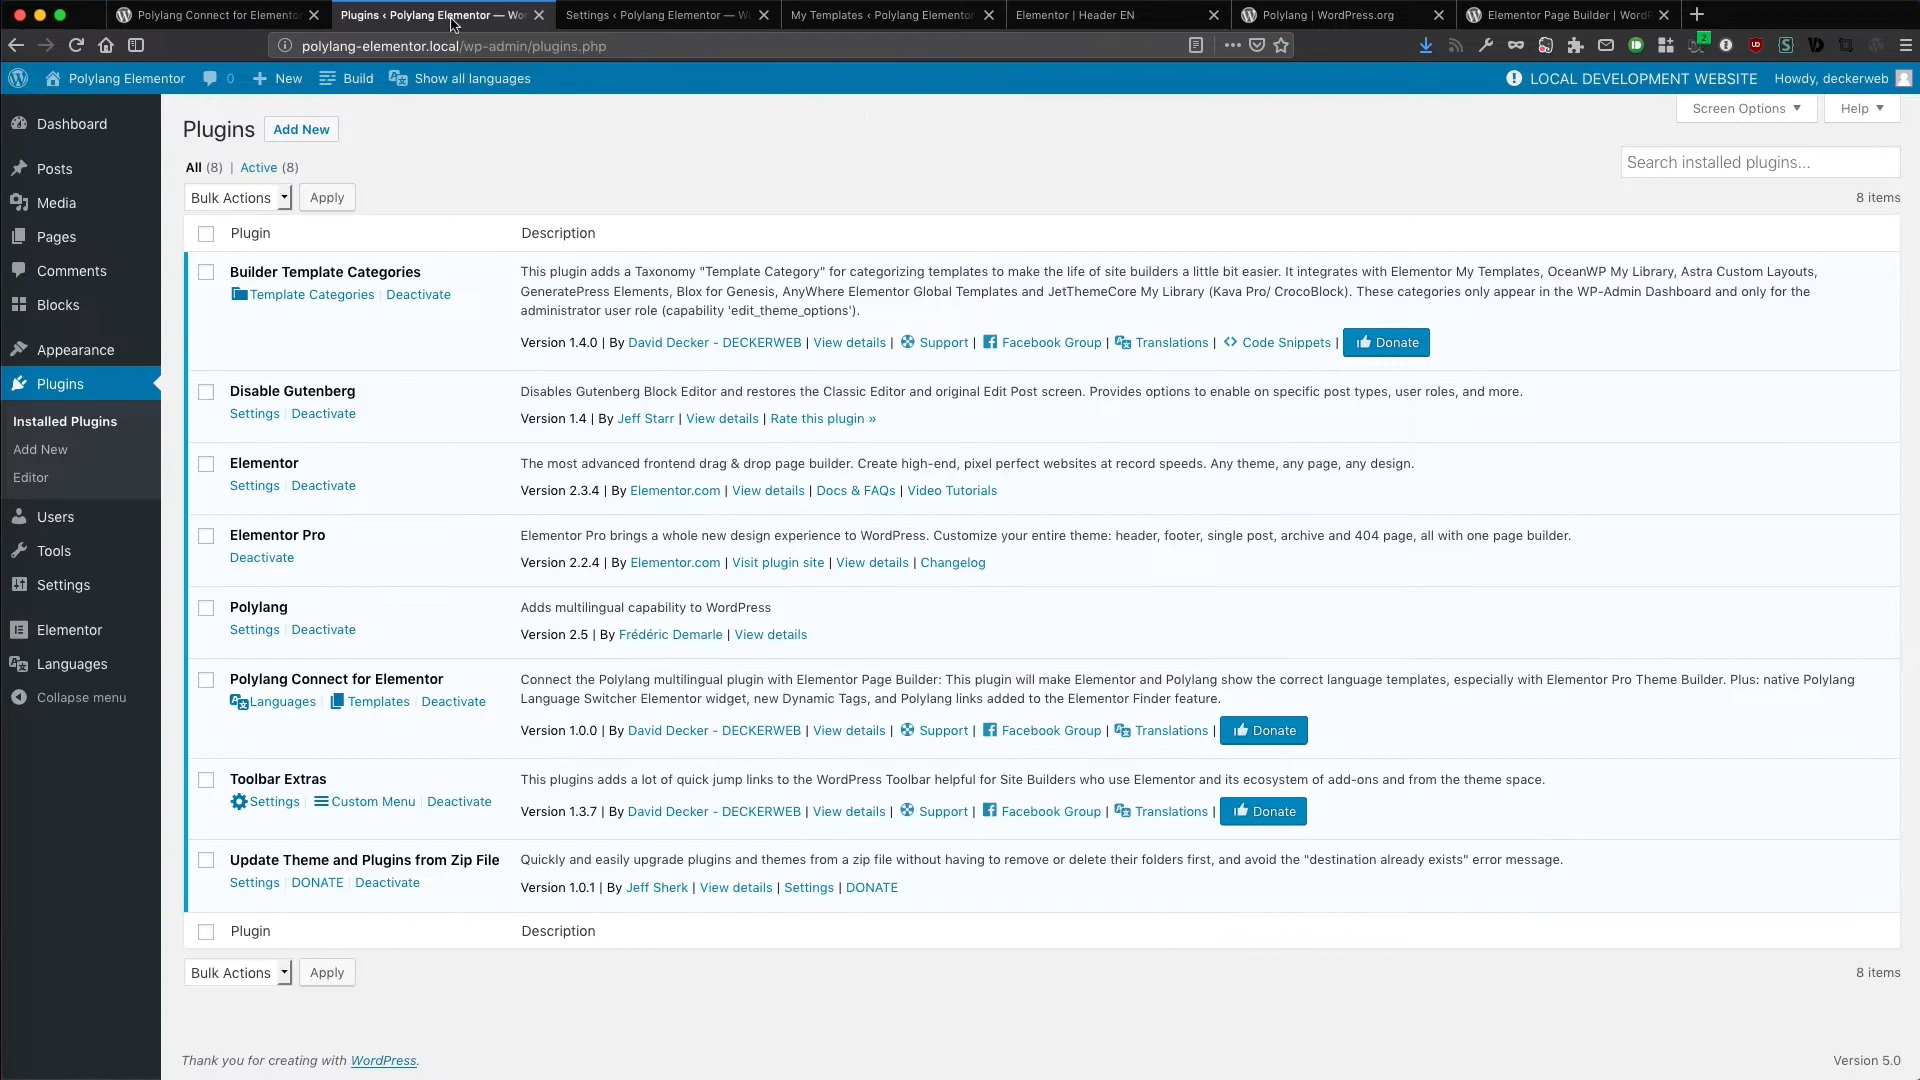 Polylang Connect for Elemento
Plugins ‹ Polylang Elementor — Wo
Settings ‹ Polylang Elementor — W
My Templates ‹ Polylang Elementor
Elementor | Header EN
Polylang | WordPress.org
Elementor Page Builder | WordP
polylang-elementor.local/wp-admin/plugins.php
2
Polylang Elementor 0 New Build Show all languages
LOCAL DEVELOPMENT WEBSITE Howdy, deckerweb
Screen Options Help
Dashboard
Posts
Media
Pages
Comments
Blocks
Appearance
Plugins
Installed Plugins
Add New
Editor
Users
Tools
Settings
Elementor
Languages
Collapse menu
Plugins Add New
All (8) | Active (8)
Search installed plugins...
Bulk Actions Apply
8 items
Plugin Description
Builder Template Categories
Template Categories | Deactivate
This plugin adds a Taxonomy "Template Category" for categorizing templates to make the life of site builders a little bit easier. It integrates with Elementor My Templates, OceanWP My Library, Astra Custom Layouts,
GeneratePress Elements, Blox for Genesis, AnyWhere Elementor Global Templates and JetThemeCore My Library (Kava Pro/ CrocoBlock). These categories only appear in the WP-Admin Dashboard and only for the
administrator user role (capability 'edit_theme_options').
Version 1.4.0 | By David Decker - DECKERWEB | View details | Support | Facebook Group | Translations | Code Snippets | Donate
Disable Gutenberg
Settings | Deactivate
Disables Gutenberg Block Editor and restores the Classic Editor and original Edit Post screen. Provides options to enable on specific post types, user roles, and more.
Version 1.4 | By Jeff Starr | View details | Rate this plugin »
Elementor
Settings | Deactivate
The most advanced frontend drag & drop page builder. Create high-end, pixel perfect websites at record speeds. Any theme, any page, any design.
Version 2.3.4 | By Elementor.com | View details | Docs & FAQs | Video Tutorials
Elementor Pro
Deactivate
Elementor Pro brings a whole new design experience to WordPress. Customize your entire theme: header, footer, single post, archive and 404 page, all with one page builder.
Version 2.2.4 | By Elementor.com | Visit plugin site | View details | Changelog
Polylang
Settings | Deactivate
Adds multilingual capability to WordPress
Version 2.5 | By Frédéric Demarle | View details
Polylang Connect for Elementor
Languages | Templates | Deactivate
Connect the Polylang multilingual plugin with Elementor Page Builder: This plugin will make Elementor and Polylang show the correct language templates, especially with Elementor Pro Theme Builder. Plus: native Polylang
Language Switcher Elementor widget, new Dynamic Tags, and Polylang links added to the Elementor Finder feature.
Version 1.0.0 | By David Decker - DECKERWEB | View details | Support | Facebook Group | Translations | Donate
Toolbar Extras
Settings | Custom Menu | Deactivate
This plugins adds a lot of quick jump links to the WordPress Toolbar helpful for Site Builders who use Elementor and its ecosystem of add-ons and from the theme space.
Version 1.3.7 | By David Decker - DECKERWEB | View details | Support | Facebook Group | Translations | Donate
Update Theme and Plugins from Zip File
Settings | DONATE | Deactivate
Quickly and easily upgrade plugins and themes from a zip file without having to remove or delete their folders first, and avoid the "destination already exists" error message.
Version 1.0.1 | By Jeff Sherk | View details | Settings | DONATE
Plugin Description
Bulk Actions Apply
8 items
Thank you for creating with WordPress.
Version 5.0